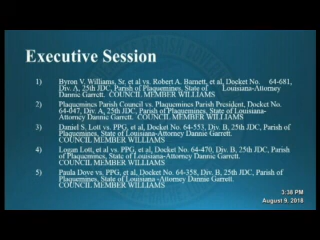 Executive Session
1) Byron V. Williams, Sr. et al vs. Robert A. Barnett, et al, Docket No. 64-681,
Div. A, 25th JDC, Parish of Plaquemines, State of Louisiana-Attorney
Dannie Garrett. COUNCIL MEMBER WILLIAMS
2) Plaquemines Parish Council vs. Plaquemines Parish President, Docket No.
64-047, Div. A, 25th JDC, Parish of Plaquemines, State of Louisiana-
Attorney Dannie Garrett. COUNCIL MEMBER WILLIAMS
3) Daniel S. Lott vs. PPG, et al, Docket No. 64-553, Div. B, 25th JDC, Parish of
Plaquemines, State of Louisiana-Attorney Dannie Garrett.
COUNCIL MEMBER WILLIAMS
4) Logan Lott, et al vs. PPG, et al, Docket No. 64-470, Div. B, 25th JDC, Parish
of Plaquemines, State of Louisiana-Attorney Dannie Garrett.
COUNCIL MEMBER WILLIAMS
5) Paula Dove vs. PPG, et al, Docket No. 64-358, Div. B, 25th JDC, Parish of
Plaquemines, State of Louisiana-Attorney Dannie Garrett.
COUNCIL MEMBER WILLIAMS
3:38 PM
August 9, 2018